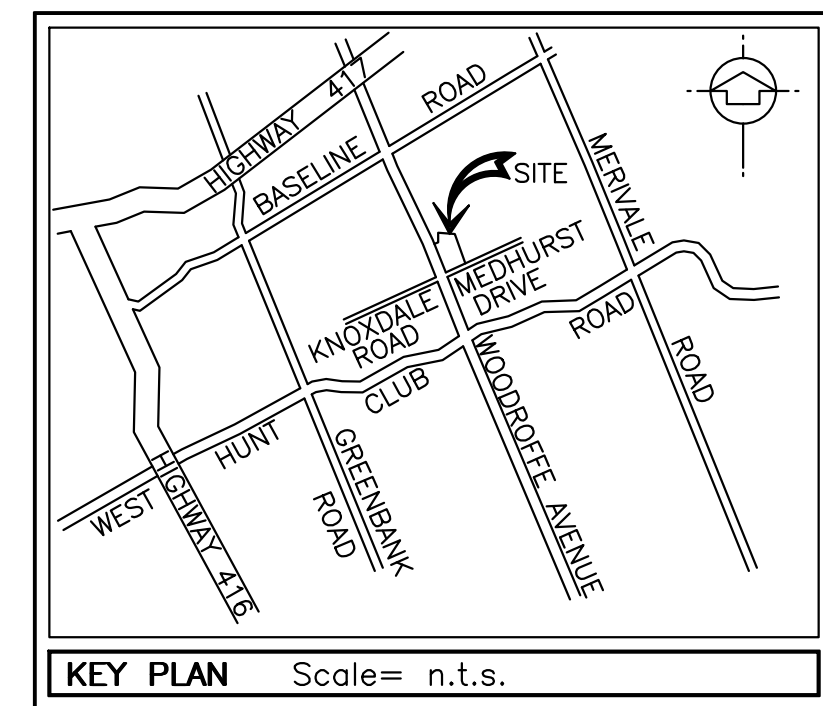 HIGHWAY 417
BASELINE ROAD
SITE
MERIVALE ROAD
MEDHURST
DRIVE
KNOXDALE
ROAD
WEST HUNT CLUB ROAD
WOODROFFE AVENUE
GREENBANK
ROAD
HIGHWAY 416
KEY PLAN Scale= n.t.s.